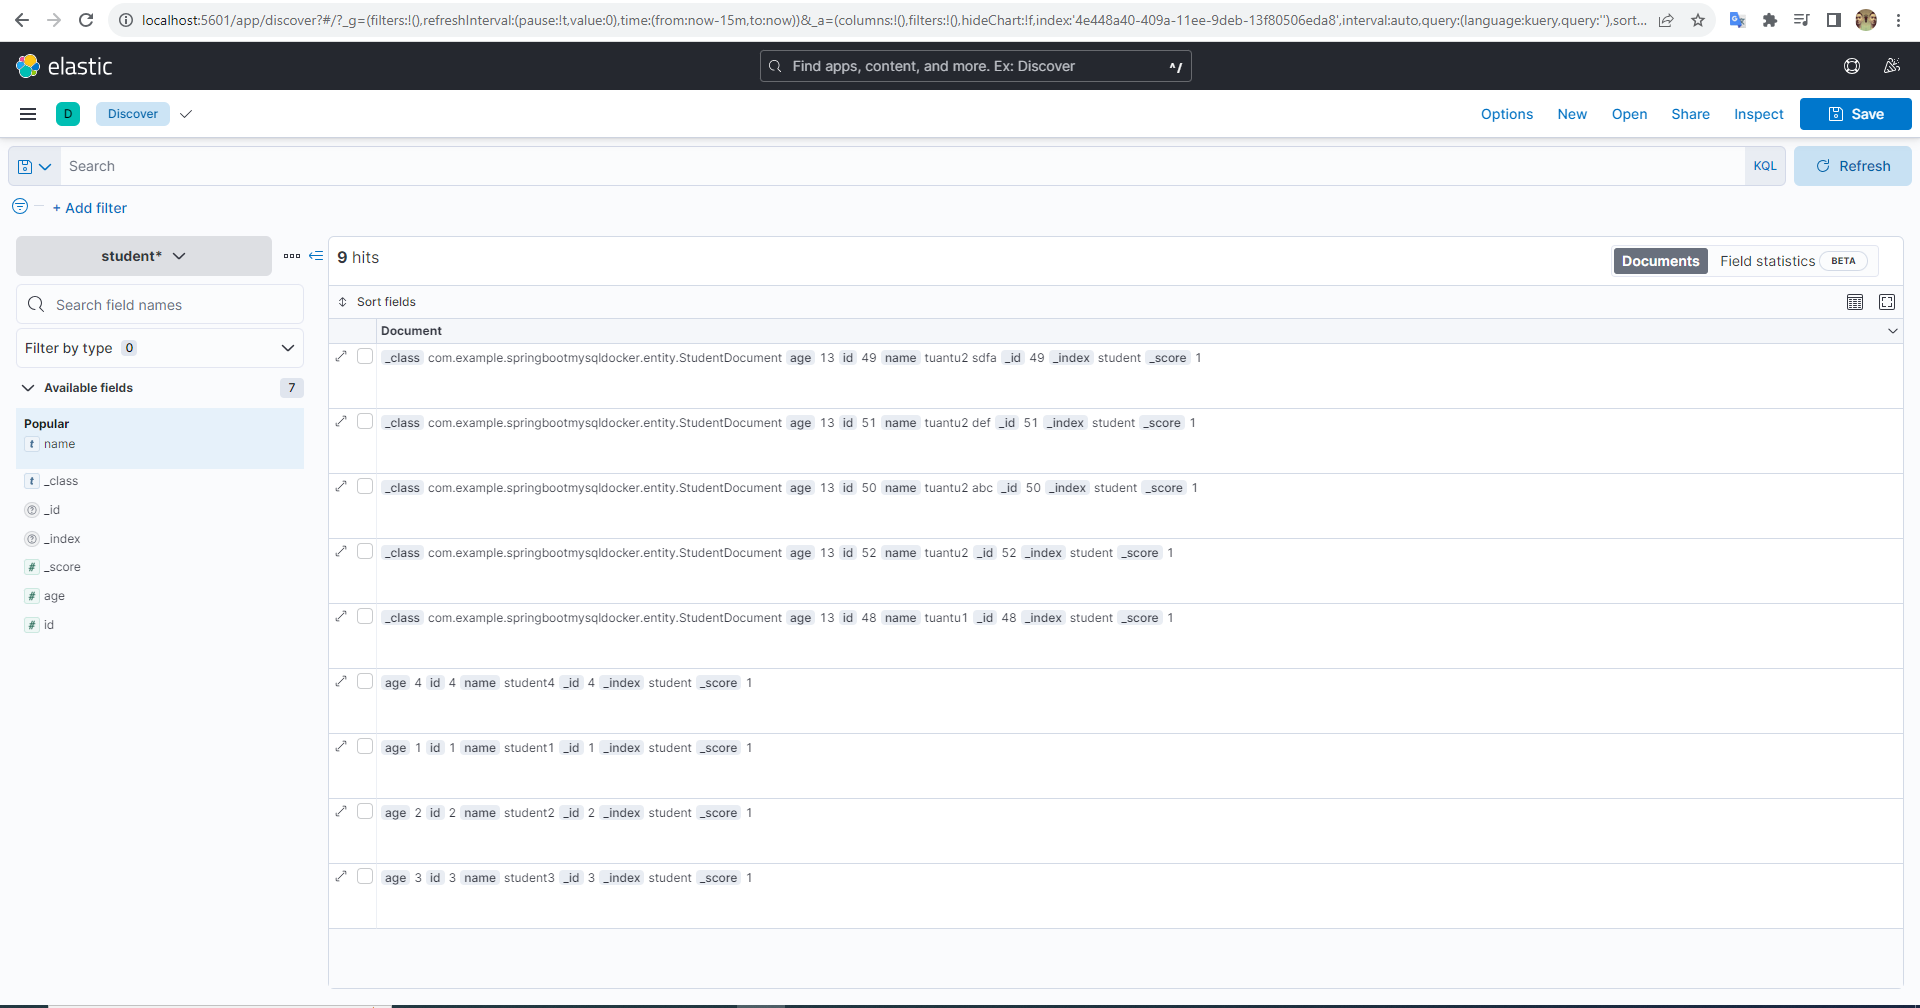 localhost:5601/app/discover?#/?_g=(filters:!(),refreshInterval:(pause:!t,value:0),time:(from:now-15m,to:now))&_a=(columns:!(),filters:!(),hideChart:!f,index:'4e448a40-409a-11ee-9deb-13f80506eda8',interval:auto,query:(language:kuery,query:''),sort...
elastic
Find apps, content, and more. Ex: Discover ^/
D Discover Options New Open Share Inspect Save
Search KQL Refresh
+ Add filter
student*
9 hits Documents Field statistics BETA
Search field names
Sort fields
Document
Filter by type 0
Available fields 7
Popular
t name
t _class
? _id
? _index
# _score
# age
# id
_class com.example.springbootmysqldocker.entity.StudentDocument age 13 id 49 name tuantu2 sdfa _id 49 _index student _score 1
_class com.example.springbootmysqldocker.entity.StudentDocument age 13 id 51 name tuantu2 def _id 51 _index student _score 1
_class com.example.springbootmysqldocker.entity.StudentDocument age 13 id 50 name tuantu2 abc _id 50 _index student _score 1
_class com.example.springbootmysqldocker.entity.StudentDocument age 13 id 52 name tuantu2 _id 52 _index student _score 1
_class com.example.springbootmysqldocker.entity.StudentDocument age 13 id 48 name tuantu1 _id 48 _index student _score 1
age 4 id 4 name student4 _id 4 _index student _score 1
age 1 id 1 name student1 _id 1 _index student _score 1
age 2 id 2 name student2 _id 2 _index student _score 1
age 3 id 3 name student3 _id 3 _index student _score 1